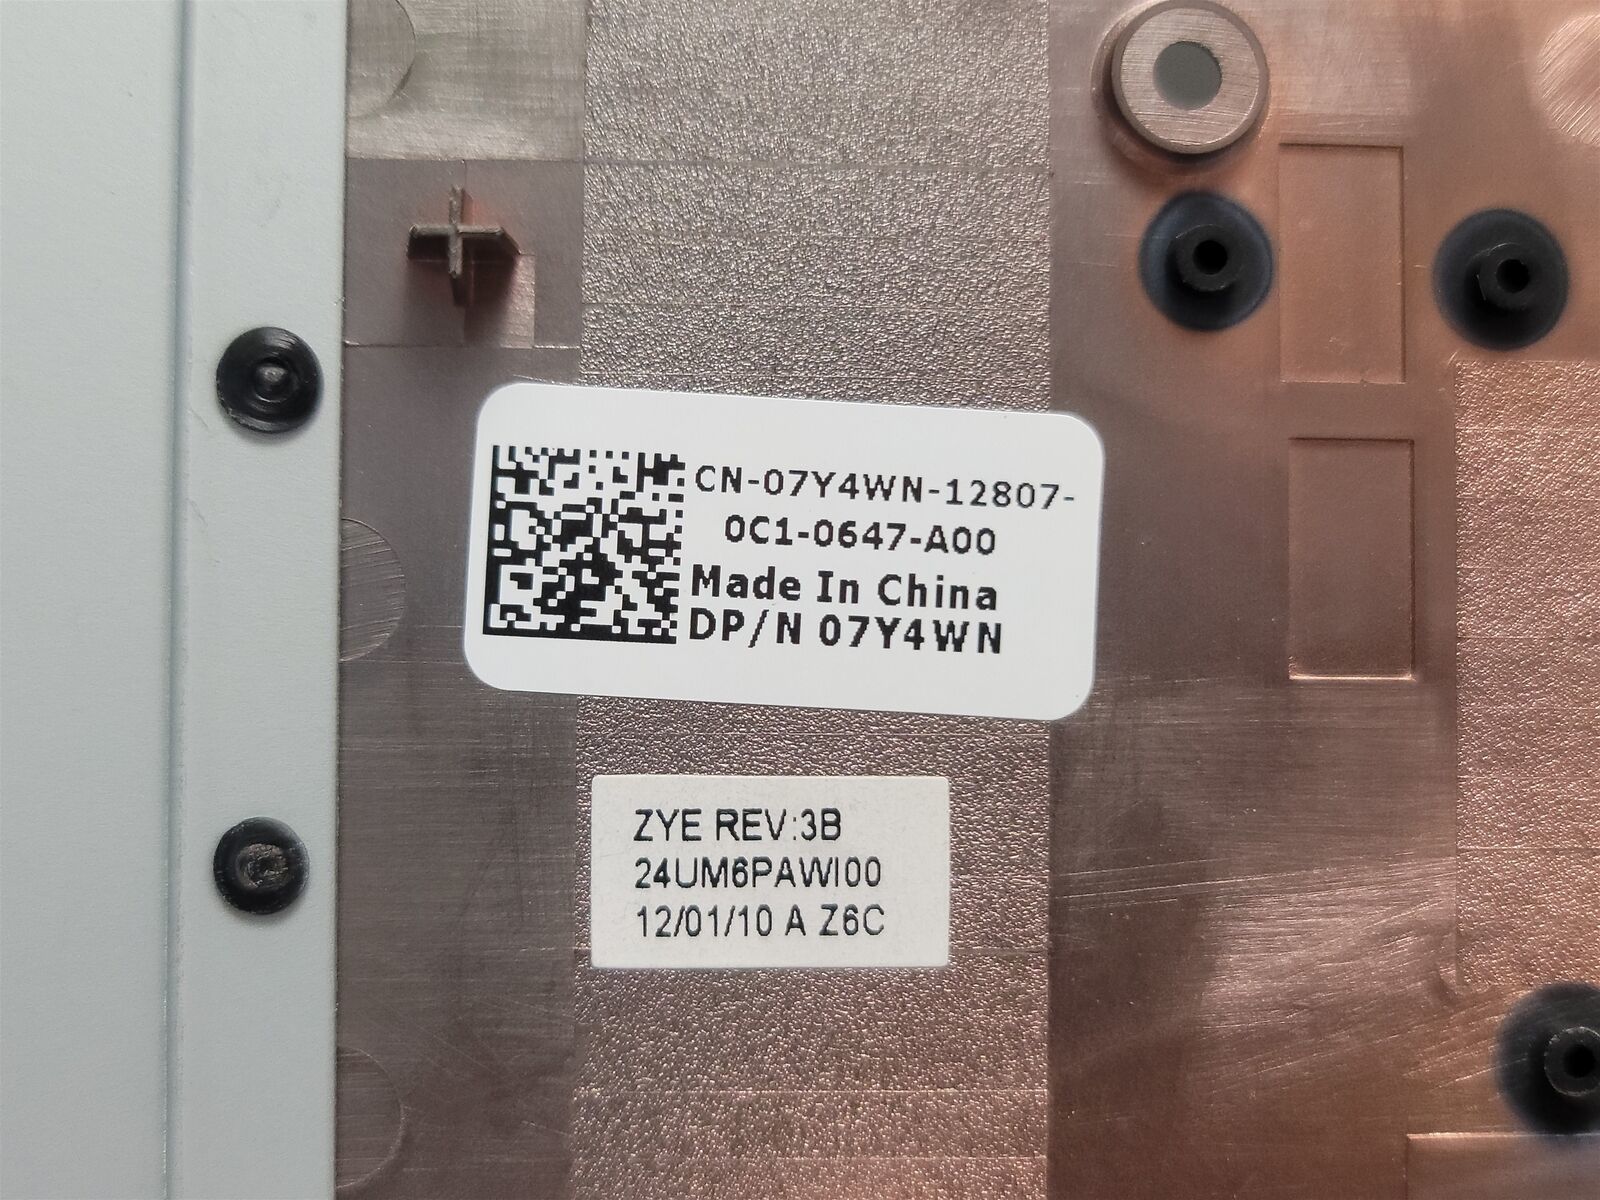 CN-07Y4WN-12807-
0C1-0647-A00
Made In China
DP/N 07Y4WN
ZYE REV:3B
24UM6PAWI00
12/01/10 A Z6C